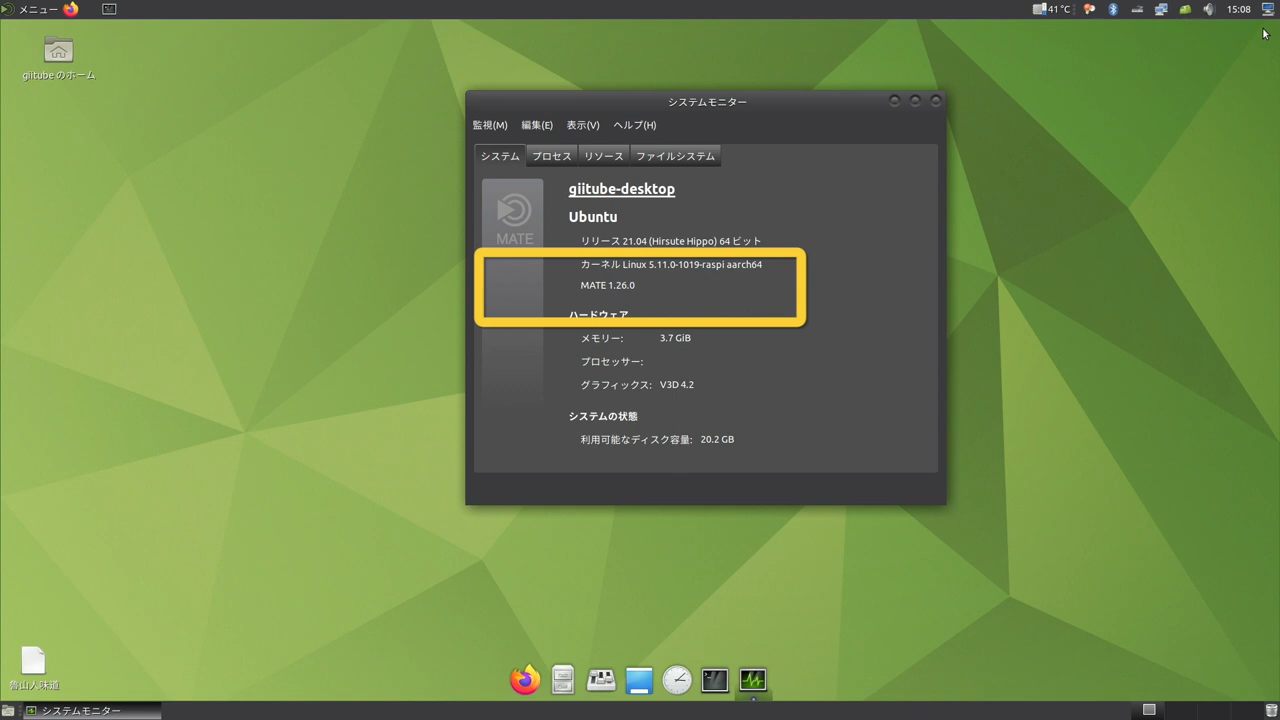 メニュー
41 °C
15:08
giitube のホーム
システムモニター
監視(M) 編集(E) 表示(V) ヘルプ(H)
システム プロセス リソース ファイルシステム
MATE
giitube-desktop
Ubuntu
リリース 21.04 (Hirsute Hippo) 64 ビット
カーネル Linux 5.11.0-1019-raspi aarch64
MATE 1.26.0
ハードウェア
メモリー: 3.7 GiB
プロセッサー:
グラフィックス: V3D 4.2
システムの状態
利用可能なディスク容量: 20.2 GB
魯山人味道
システムモニター